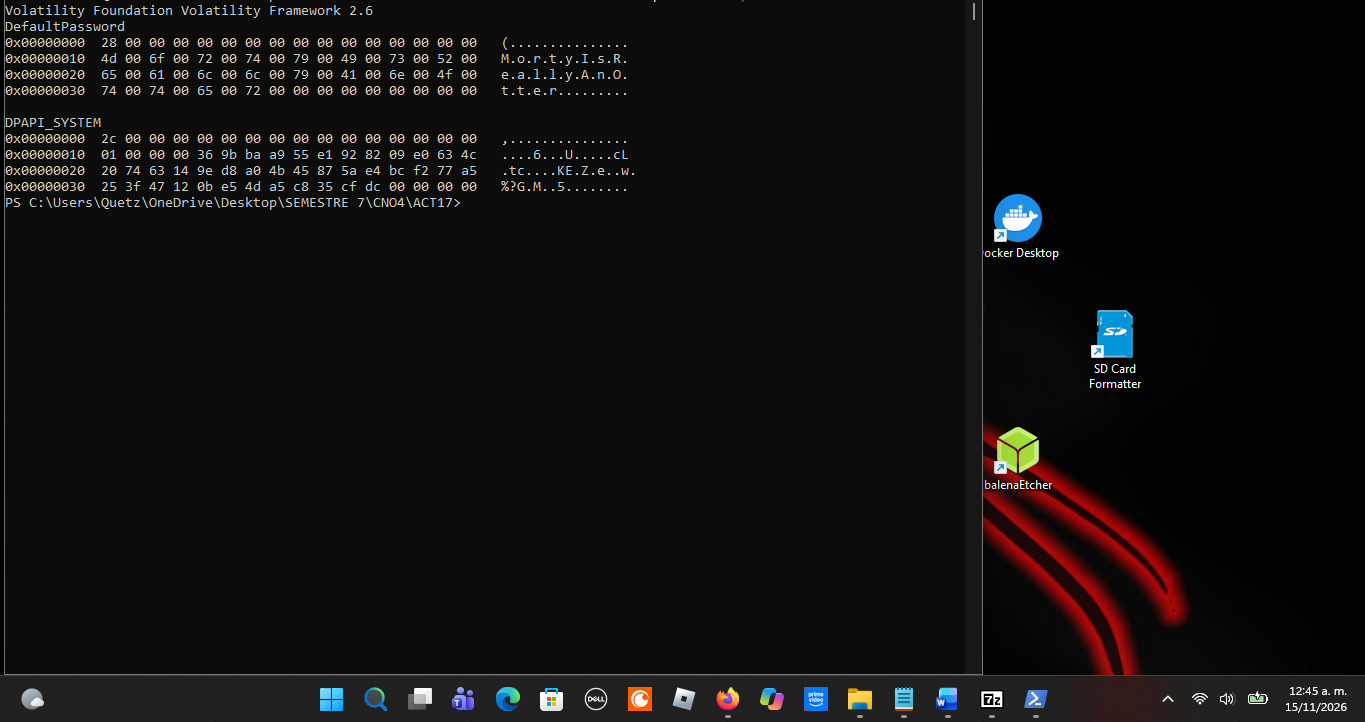 Volatility Foundation Volatility Framework 2.6
DefaultPassword
0x00000000  28 00 00 00 00 00 00 00 00 00 00 00 00 00 00 00   (...............
0x00000010  4d 00 6f 00 72 00 74 00 79 00 49 00 73 00 52 00   M.o.r.t.y.I.s.R.
0x00000020  65 00 61 00 6c 00 6c 00 79 00 41 00 6e 00 4f 00   e.a.l.l.y.A.n.O.
0x00000030  74 00 74 00 65 00 72 00 00 00 00 00 00 00 00 00   t.t.e.r.........
DPAPI_SYSTEM
0x00000000  2c 00 00 00 00 00 00 00 00 00 00 00 00 00 00 00   ,...............
0x00000010  01 00 00 00 36 9b ba a9 55 e1 92 82 09 e0 63 4c   ....6...U.....cL
0x00000020  20 74 63 14 9e d8 a0 4b 45 87 5a e4 bc f2 77 a5   .tc....KE.Z.e..w.
0x00000030  25 3f 47 12 0b e5 4d a5 c8 35 cf dc 00 00 00 00   %?G.M..5........
PS C:\Users\Quetz\OneDrive\Desktop\SEMESTRE 7\CNO4\ACT17>
ocker Desktop
SD
SD Card
Formatter
balenaEtcher
T
DELL
prime
video
W
7z
12:45 a. m.
15/11/2026